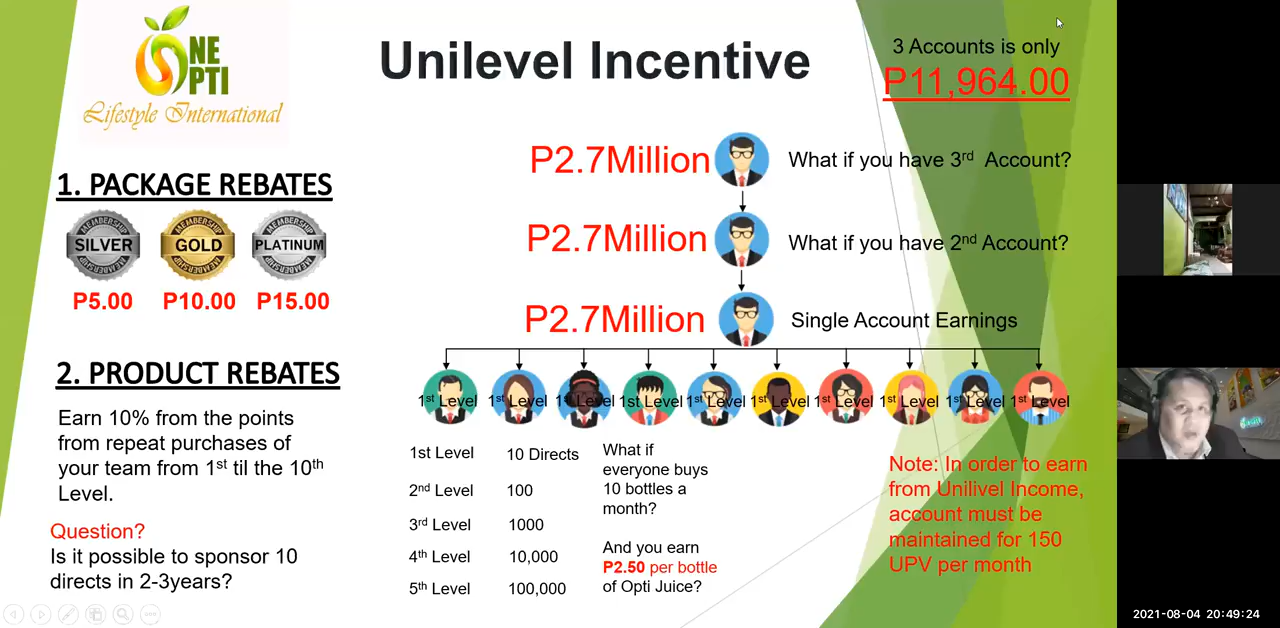 ONE
OPTI
Lifestyle International
Unilevel Incentive
3 Accounts is only
P11,964.00
1. PACKAGE REBATES
MEMBERSHIP
SILVER
MEMBERSHIP
MEMBERSHIP
GOLD
MEMBERSHIP
MEMBERSHIP
PLATINUM
MEMBERSHIP
P5.00 P10.00 P15.00
2. PRODUCT REBATES
Earn 10% from the points
from repeat purchases of
your team from 1st til the 10th
Level.
Question?
Is it possible to sponsor 10
directs in 2-3years?
P2.7Million What if you have 3rd Account?
P2.7Million What if you have 2nd Account?
P2.7Million Single Account Earnings
1st Level 1st Level 1st Level 1st Level 1st Level 1st Level 1st Level 1st Level 1st Level 1st Level
1st Level 10 Directs
2nd Level 100
3rd Level 1000
4th Level 10,000
5th Level 100,000
What if
everyone buys
10 bottles a
month?
And you earn
P2.50 per bottle
of Opti Juice?
Note: In order to earn
from Unilivel Income,
account must be
maintained for 150
UPV per month
2021-08-04 20:49:24